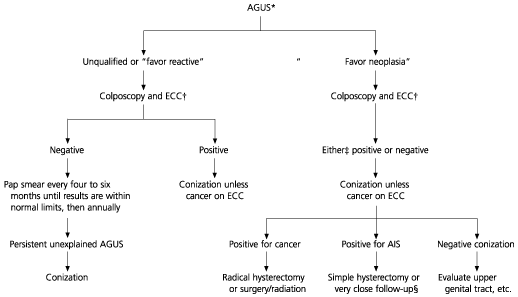 AGUS*
Unqualified or “favor reactive”
“ Favor neoplasia”
Colposcopy and ECC†
Colposcopy and ECC†
Negative
Positive
Either‡ positive or negative
Pap smear every four to six
months until results are within
normal limits, then annually
Conization unless
cancer on ECC
Conization unless
cancer on ECC
Persistent unexplained AGUS
Positive for cancer
Positive for AIS
Negative conization
Conization
Radical hysterectomy
or surgery/radiation
Simple hysterectomy or
very close follow-up§
Evaluate upper
genital tract, etc.